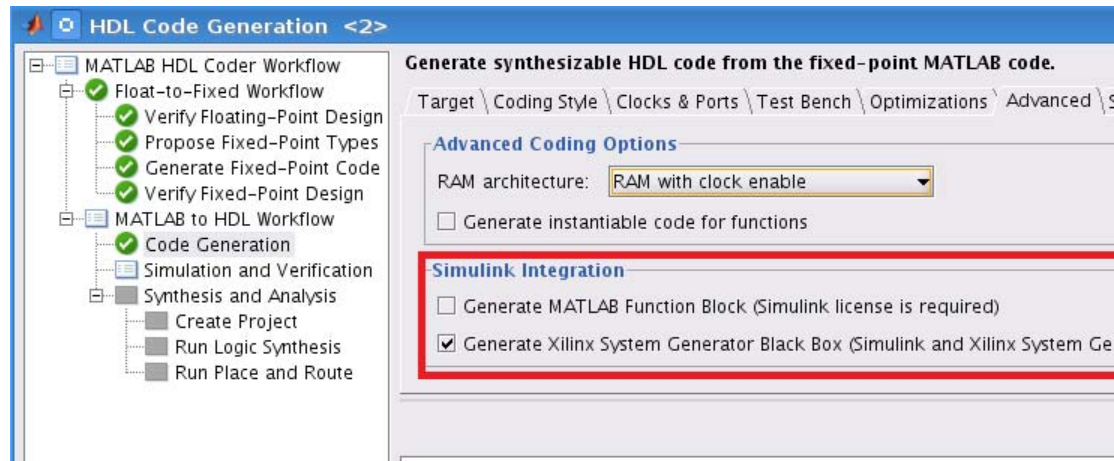 HDL Code Generation <2>
MATLAB HDL Coder Workflow
Float-to-Fixed Workflow
Verify Floating-Point Design
Propose Fixed-Point Types
Generate Fixed-Point Code
Verify Fixed-Point Design
MATLAB to HDL Workflow
Code Generation
Simulation and Verification
Synthesis and Analysis
Create Project
Run Logic Synthesis
Run Place and Route
Generate synthesizable HDL code from the fixed-point MATLAB code.
Target \ Coding Style \ Clocks & Ports \ Test Bench \ Optimizations \ Advanced \
Advanced Coding Options
RAM architecture: RAM with clock enable
Generate instantiable code for functions
Simulink Integration
Generate MATLAB Function Block (Simulink license is required)
Generate Xilinx System Generator Black Box (Simulink and Xilinx System Ge